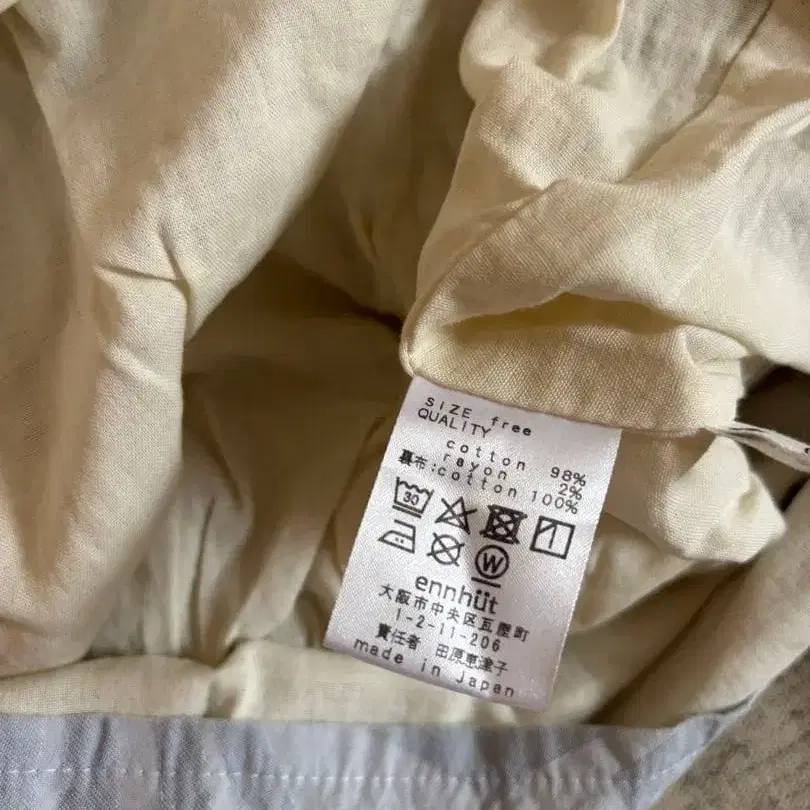 SIZE free
QUALITY
cotton 98%
rayon 2%
裏布:cotton 100%
30
W
ennhüt
大阪市中央区瓦屋町
1-2-11-206
責任者 田原恵津子
made in Japan